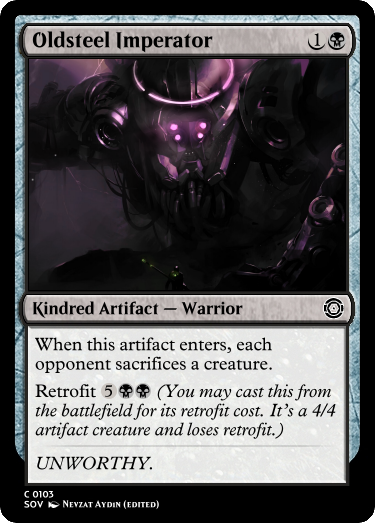 Oldsteel Imperator 1
Kindred Artifact — Warrior
When this artifact enters, each
opponent sacrifices a creature.
Retrofit 5 (You may cast this from
the battlefield for its retrofit cost. It's a 4/4
artifact creature and loses retrofit.)
UNWORTHY.
C 0103
SOV Nevzat Aydin (edited)